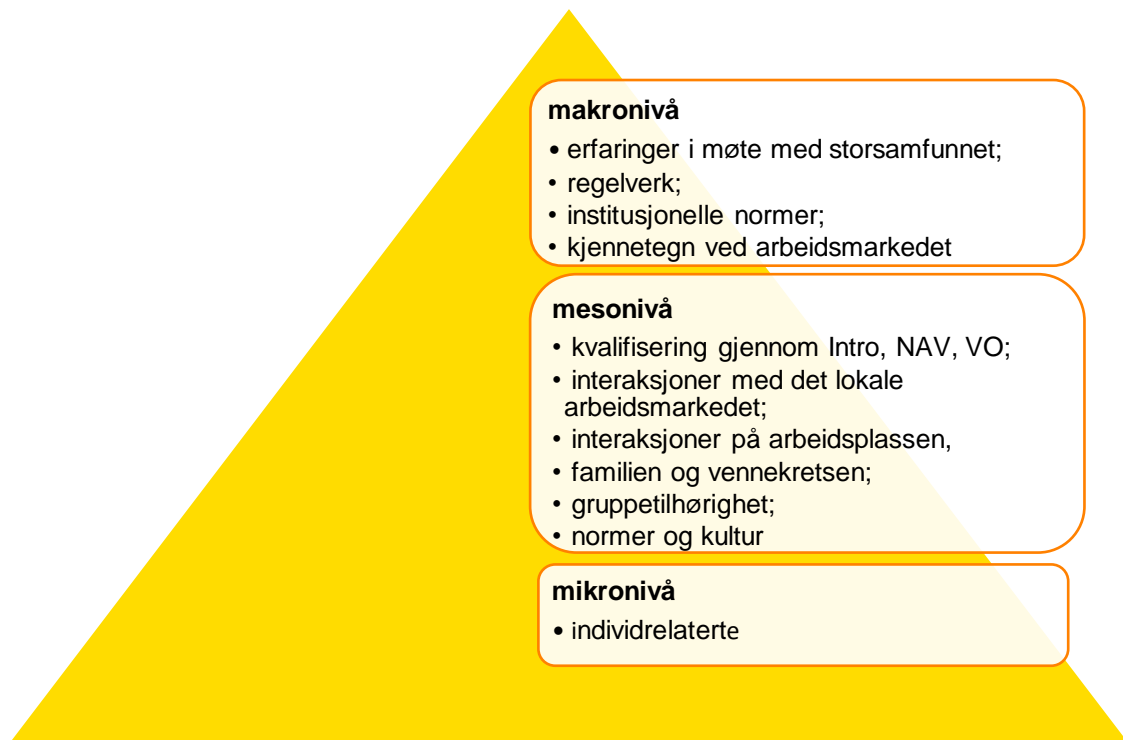 makronivå
• erfaringer i møte med storsamfunnet;
• regelverk;
• institusjonelle normer;
• kjennetegn ved arbeidsmarkedet
mesonivå
• kvalifisering gjennom Intro, NAV, VO;
• interaksjoner med det lokale
arbeidsmarkedet;
• interaksjoner på arbeidsplassen,
• familien og vennekretsen;
• gruppetilhørighet;
• normer og kultur
mikronivå
• individrelaterte